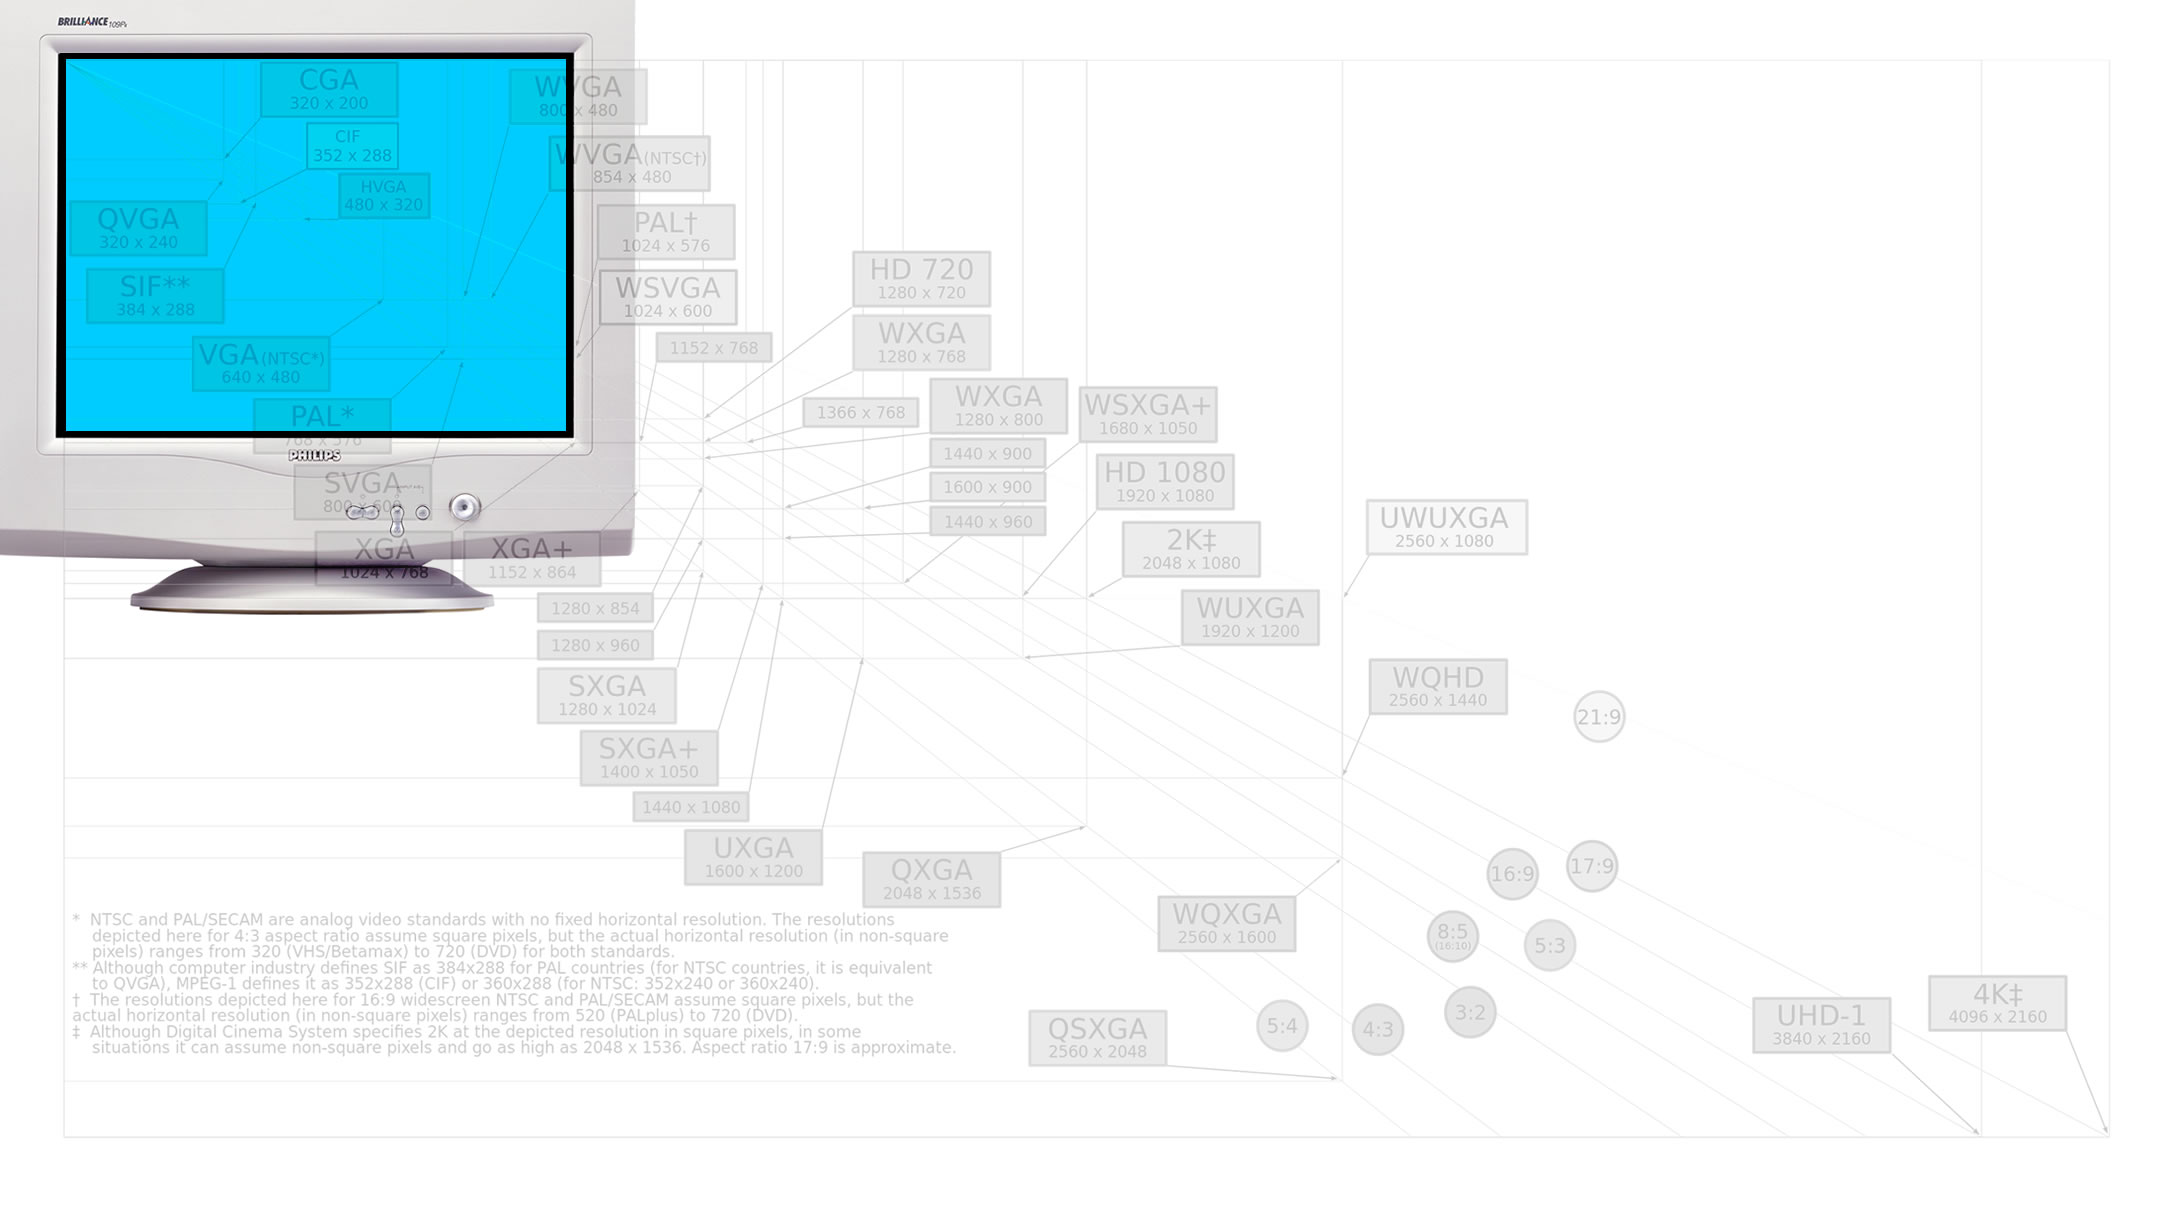 BRILLIANCE 109P4
CGA
320 x 200
WVGA
800 x 480
CIF
352 x 288
WVGA(NTSC†)
854 x 480
HVGA
480 x 320
QVGA
320 x 240
PAL†
1024 x 576
SIF**
384 x 288
WSVGA
1024 x 600
HD 720
1280 x 720
VGA(NTSC*)
640 x 480
1152 x 768
WXGA
1280 x 768
PAL*
768 x 576
PHILIPS
1366 x 768
WXGA
1280 x 800
WSXGA+
1680 x 1050
1440 x 900
SVGA
800 x 600
1600 x 900
HD 1080
1920 x 1080
1440 x 960
UWUXGA
2560 x 1080
XGA
1024 x 768
XGA+
1152 x 864
2K‡
2048 x 1080
1280 x 854
WUXGA
1920 x 1200
1280 x 960
SXGA
1280 x 1024
WQHD
2560 x 1440
21:9
SXGA+
1400 x 1050
1440 x 1080
UXGA
1600 x 1200
QXGA
2048 x 1536
16:9
17:9
WQXGA
2560 x 1600
8:5
(16:10)
5:3
* NTSC and PAL/SECAM are analog video standards with no fixed horizontal resolution. The resolutions
depicted here for 4:3 aspect ratio assume square pixels, but the actual horizontal resolution (in non-square
pixels) ranges from 320 (VHS/Betamax) to 720 (DVD) for both standards.
** Although computer industry defines SIF as 384x288 for PAL countries (for NTSC countries, it is equivalent
to QVGA), MPEG-1 defines it as 352x288 (CIF) or 360x288 (for NTSC: 352x240 or 360x240).
† The resolutions depicted here for 16:9 widescreen NTSC and PAL/SECAM assume square pixels, but the
actual horizontal resolution (in non-square pixels) ranges from 520 (PALplus) to 720 (DVD).
‡ Although Digital Cinema System specifies 2K at the depicted resolution in square pixels, in some
situations it can assume non-square pixels and go as high as 2048 x 1536. Aspect ratio 17:9 is approximate.
QSXGA
2560 x 2048
5:4
4:3
3:2
UHD-1
3840 x 2160
4K‡
4096 x 2160